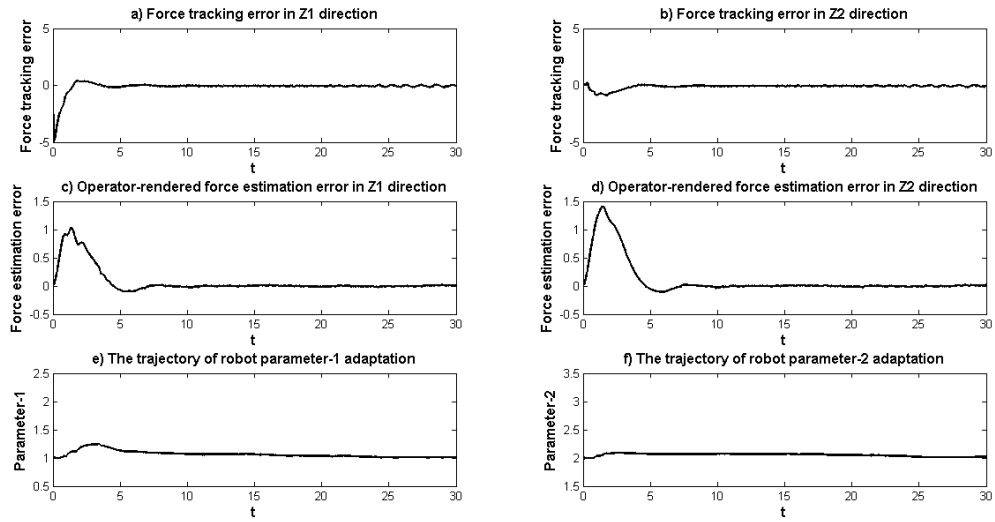 a) Force tracking error in Z1 direction
Force tracking error
5
0
-5
0 5 10 15 20 25 30
t
b) Force tracking error in Z2 direction
Force tracking error
5
0
-5
0 5 10 15 20 25 30
t
c) Operator-rendered force estimation error in Z1 direction
Force estimation error
1.5
1
0.5
0
-0.5
0 5 10 15 20 25 30
t
d) Operator-rendered force estimation error in Z2 direction
Force estimation error
1.5
1
0.5
0
-0.5
0 5 10 15 20 25 30
t
e) The trajectory of robot parameter-1 adaptation
Parameter-1
2.5
2
1.5
1
0.5
0 5 10 15 20 25 30
t
f) The trajectory of robot parameter-2 adaptation
Parameter-2
3.5
3
2.5
2
1.5
0 5 10 15 20 25 30
t